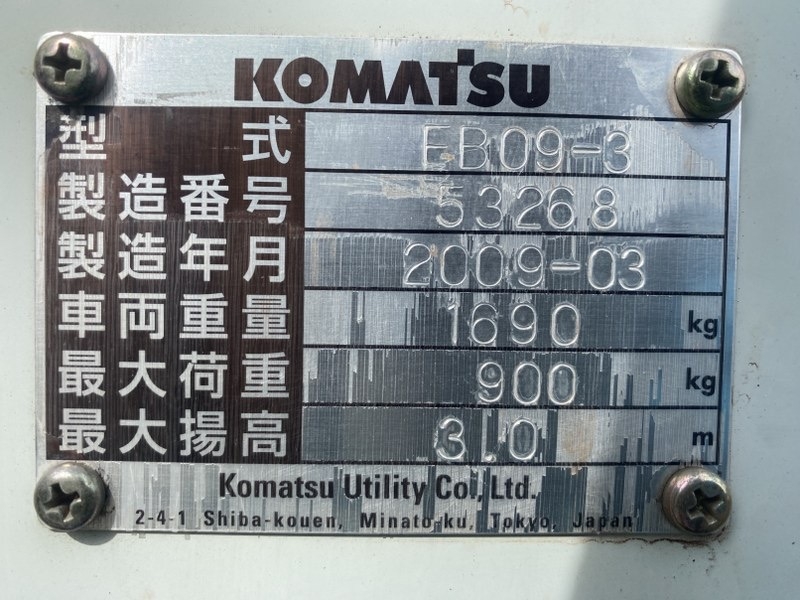 KOMATSU
型式 EB09-3
製造番号 53268
製造年月 2009-03
車両重量 1690 kg
最大荷重 900 kg
最大揚高 3.0 m
Komatsu Utility Co., Ltd.
2-4-1 Shiba-kouen, Minato-ku, Tokyo, Japan